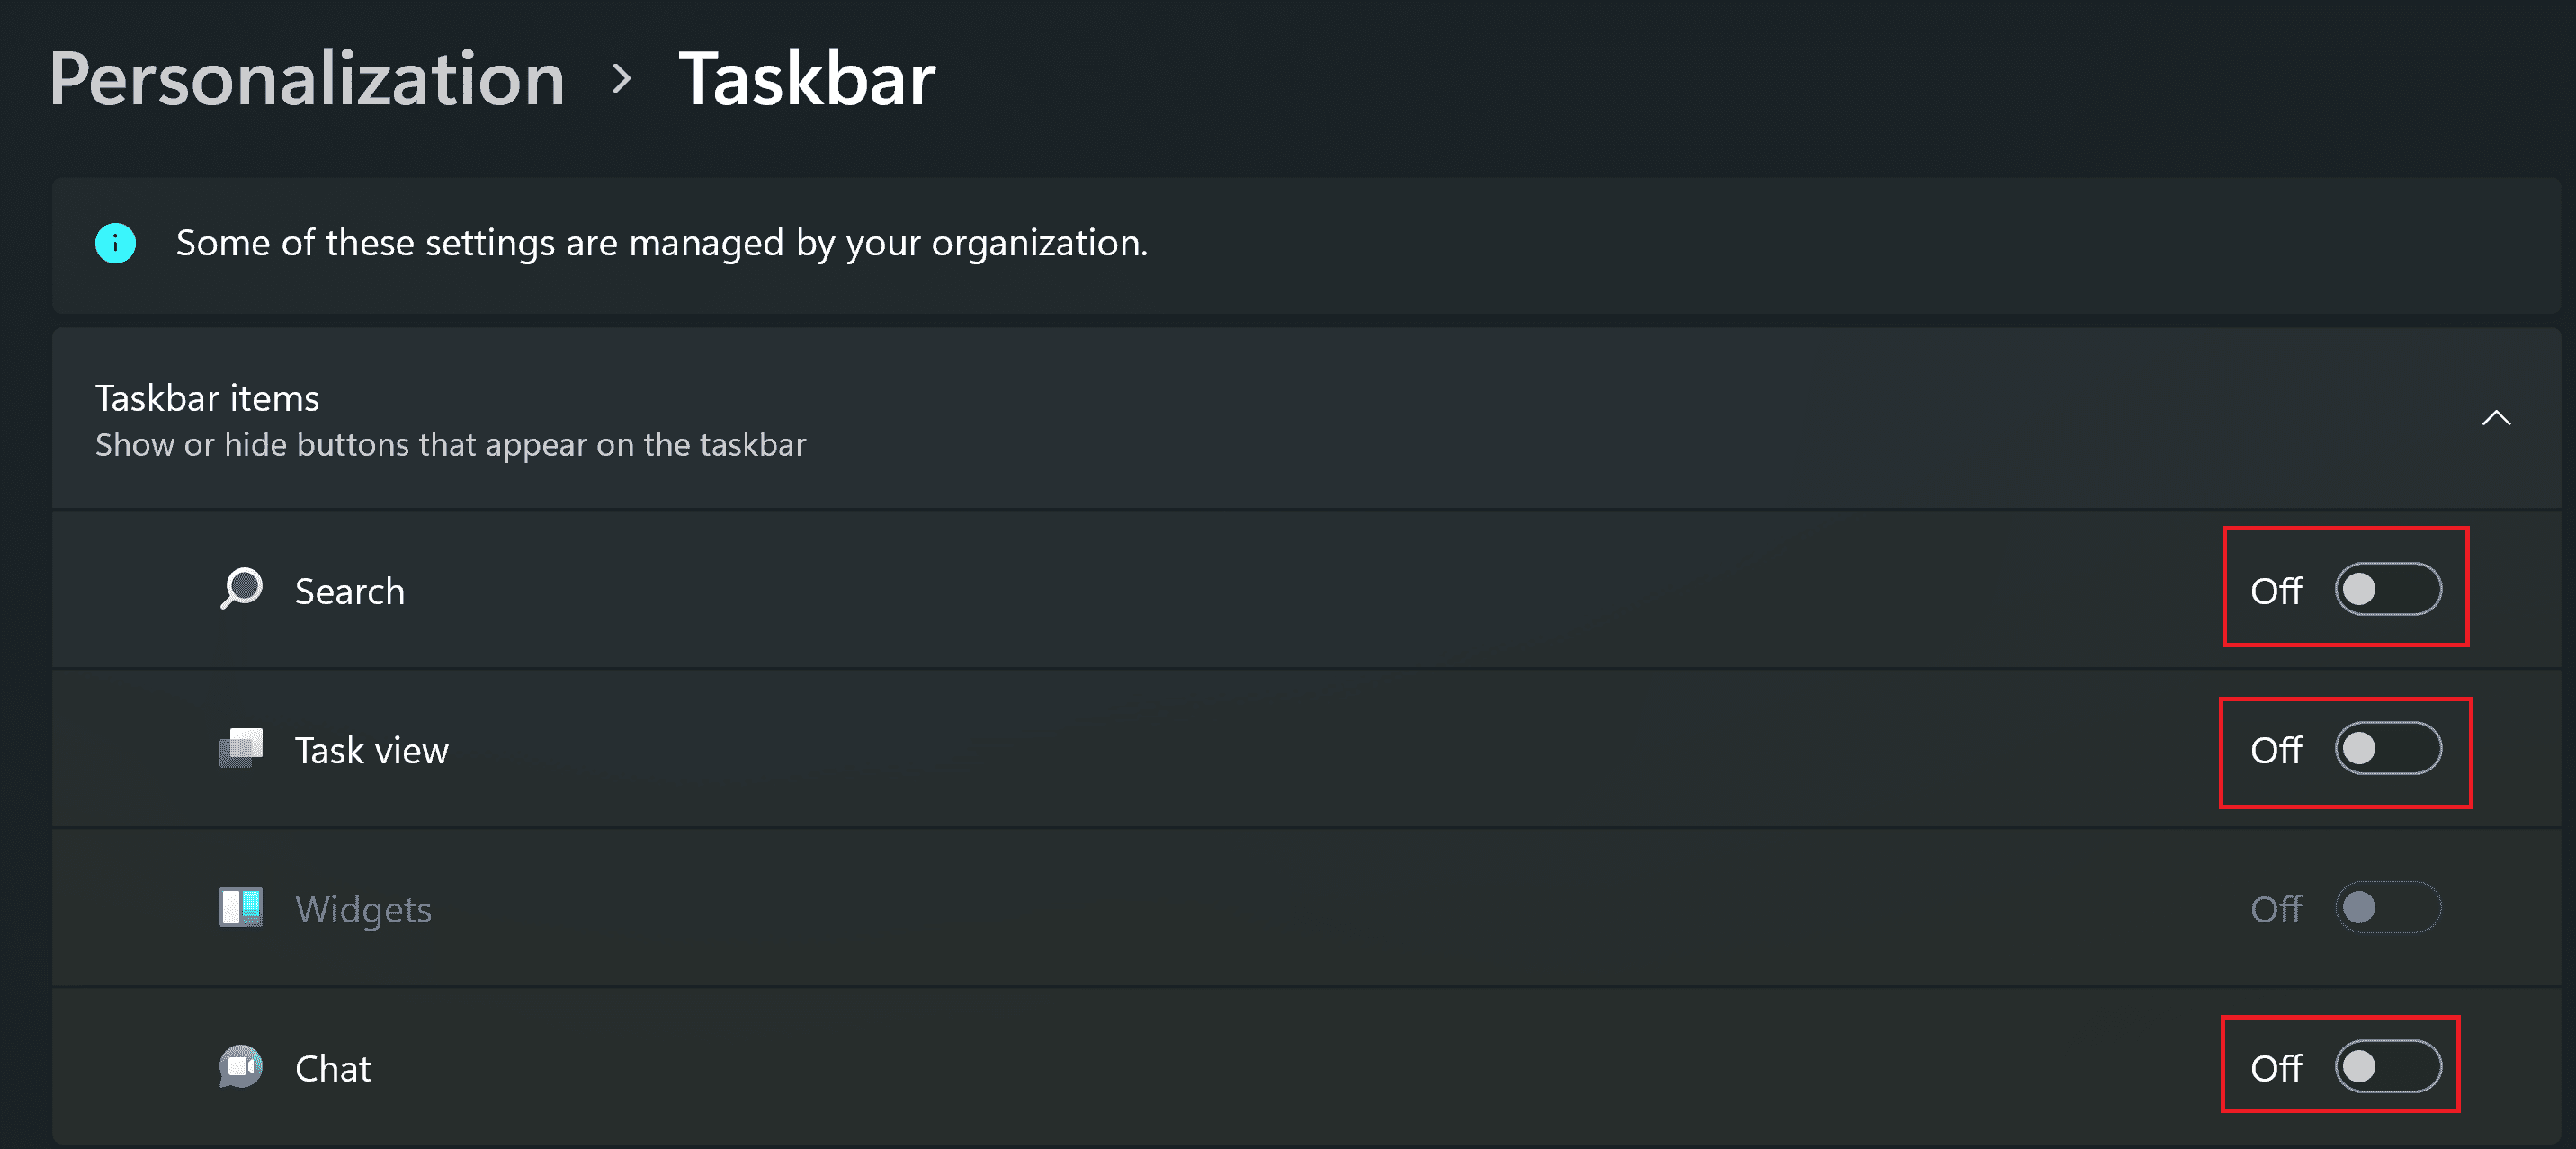 Personalization > Taskbar
Some of these settings are managed by your organization.
Taskbar items
Show or hide buttons that appear on the taskbar
Search Off
Task view Off
Widgets Off
Chat Off